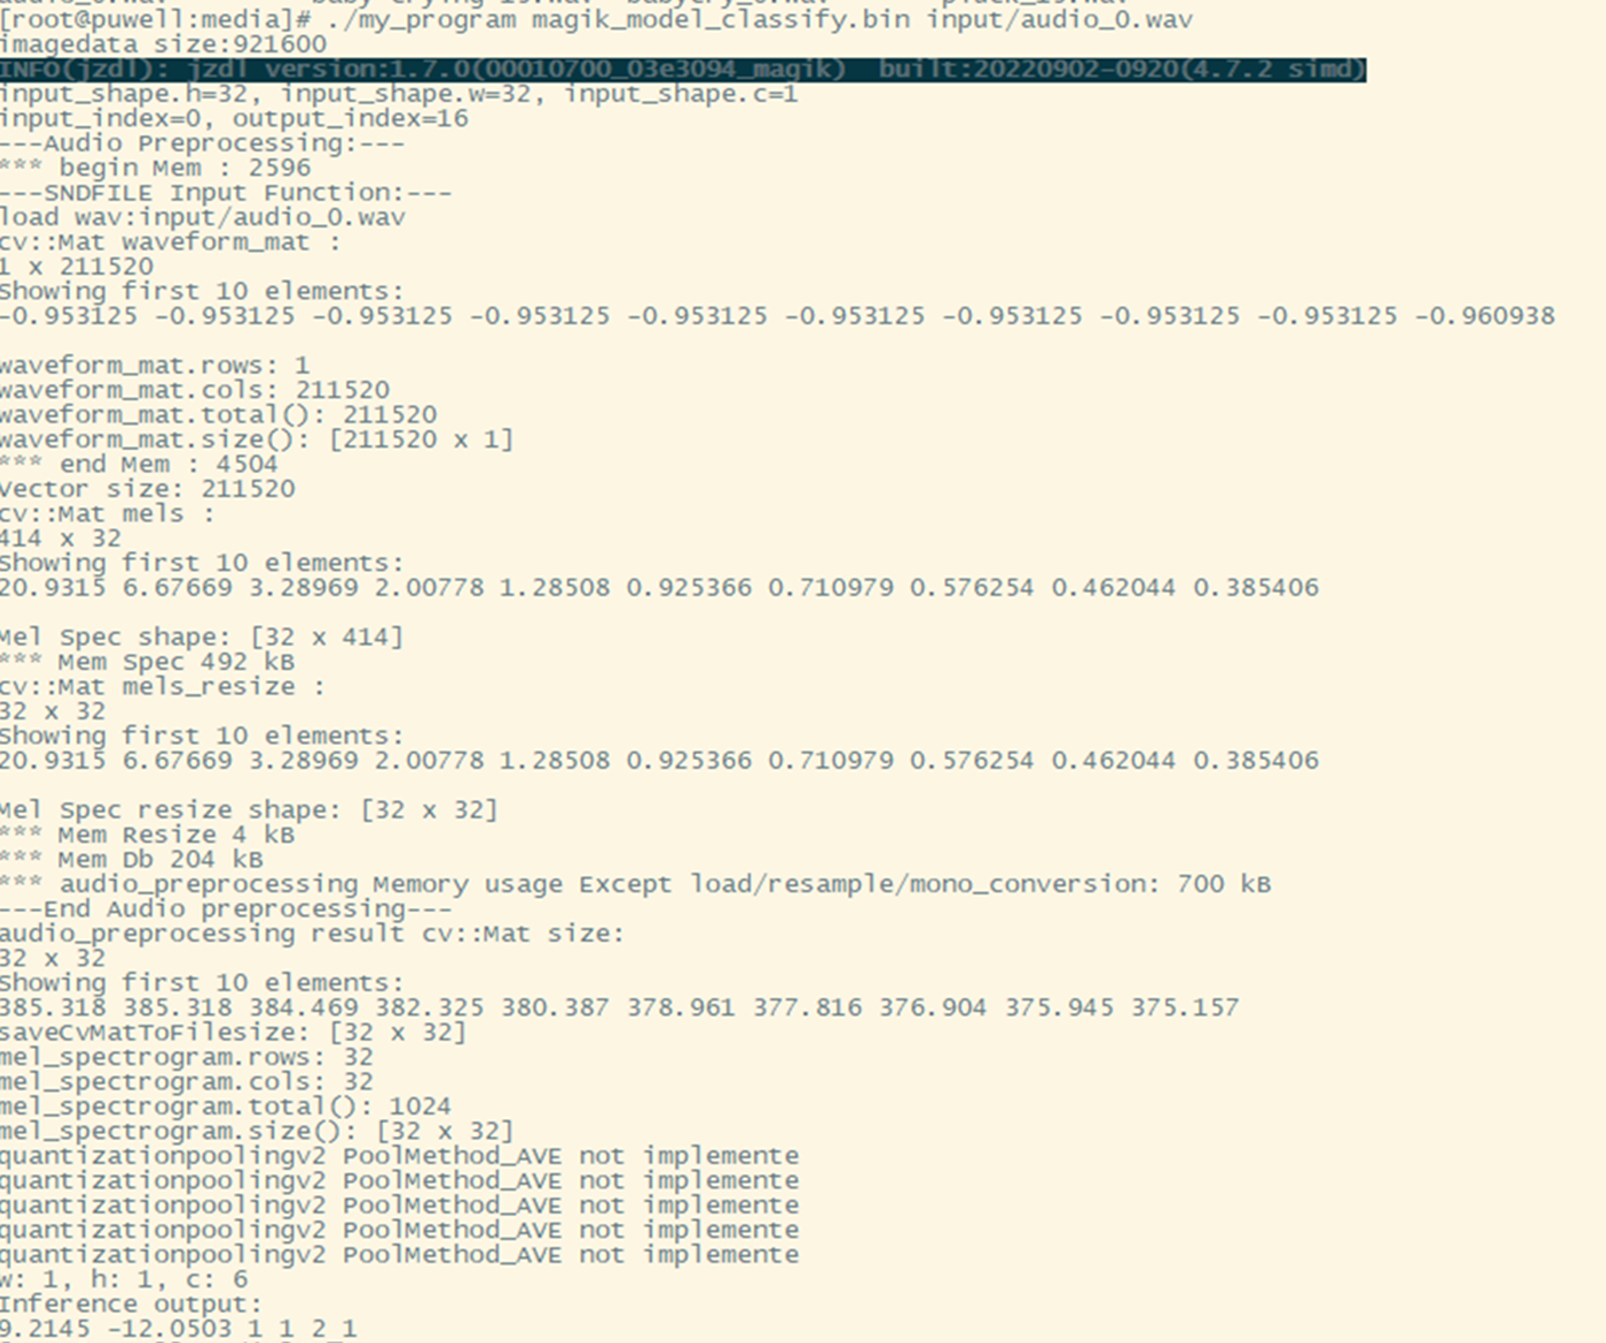 [root@puwell:media]# ./my_program magik_model_classify.bin input/audio_0.wav
imagedata size:921600
INFO(jzdl): jzdl version:1.7.0(00010700_03e3094_magik)  built:20220902-0920(4.7.2 simd)
input_shape.h=32, input_shape.w=32, input_shape.c=1
input_index=0, output_index=16
---Audio Preprocessing:---
*** begin Mem : 2596
---SNDFILE Input Function:---
load wav:input/audio_0.wav
cv::Mat waveform_mat :
1 x 211520
Showing first 10 elements:
-0.953125 -0.953125 -0.953125 -0.953125 -0.953125 -0.953125 -0.953125 -0.953125 -0.953125 -0.960938
waveform_mat.rows: 1
waveform_mat.cols: 211520
waveform_mat.total(): 211520
waveform_mat.size(): [211520 x 1]
*** end Mem : 4504
Vector size: 211520
cv::Mat mels :
414 x 32
Showing first 10 elements:
20.9315 6.67669 3.28969 2.00778 1.28508 0.925366 0.710979 0.576254 0.462044 0.385406
Mel Spec shape: [32 x 414]
*** Mem Spec 492 kB
cv::Mat mels_resize :
32 x 32
Showing first 10 elements:
20.9315 6.67669 3.28969 2.00778 1.28508 0.925366 0.710979 0.576254 0.462044 0.385406
Mel Spec resize shape: [32 x 32]
*** Mem Resize 4 kB
*** Mem Db 204 kB
*** audio_preprocessing Memory usage Except load/resample/mono_conversion: 700 kB
---End Audio preprocessing---
audio_preprocessing result cv::Mat size:
32 x 32
Showing first 10 elements:
385.318 385.318 384.469 382.325 380.387 378.961 377.816 376.904 375.945 375.157
saveCvMatToFilesize: [32 x 32]
mel_spectrogram.rows: 32
mel_spectrogram.cols: 32
mel_spectrogram.total(): 1024
mel_spectrogram.size(): [32 x 32]
quantizationpoolingv2 PoolMethod_AVE not implemente
quantizationpoolingv2 PoolMethod_AVE not implemente
quantizationpoolingv2 PoolMethod_AVE not implemente
quantizationpoolingv2 PoolMethod_AVE not implemente
quantizationpoolingv2 PoolMethod_AVE not implemente
w: 1, h: 1, c: 6
Inference output:
9.2145 -12.0503 1 1 2 1